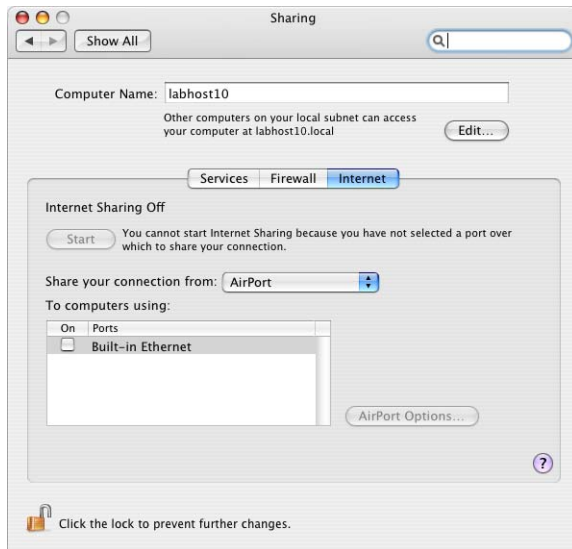 Sharing
Show All
Computer Name: labhost10
Other computers on your local subnet can access
your computer at labhost10.local
Edit...
Services Firewall Internet
Internet Sharing Off
Start
You cannot start Internet Sharing because you have not selected a port over
which to share your connection.
Share your connection from: AirPort
To computers using:
On Ports
Built-in Ethernet
AirPort Options...
?
Click the lock to prevent further changes.